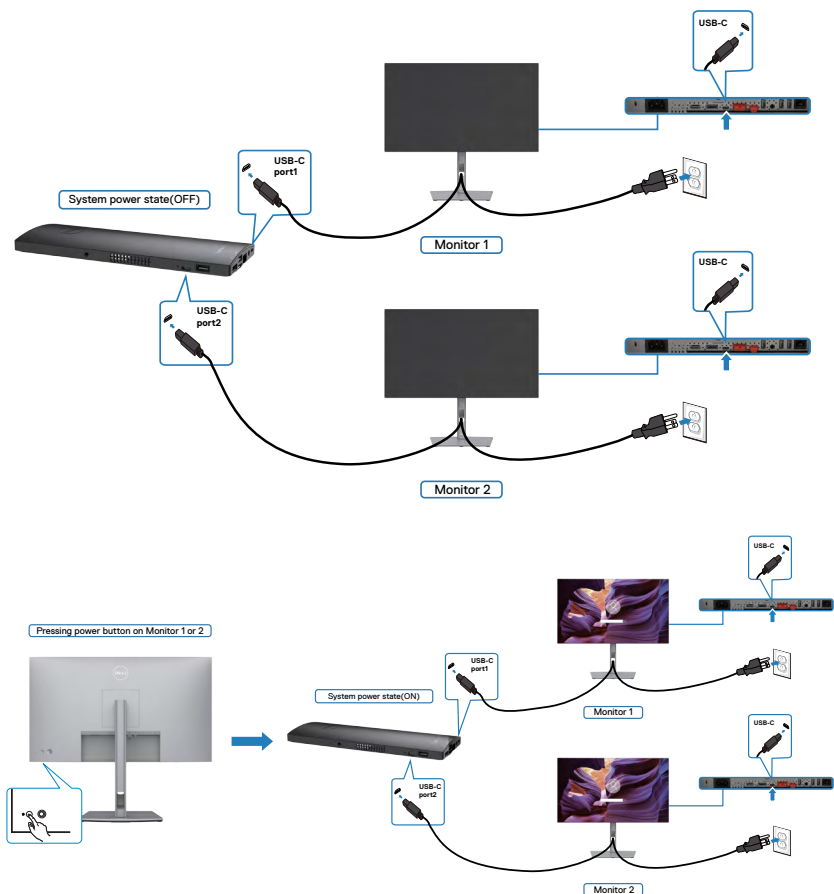 USB-C
USB-C
port1
System power state(OFF)
Monitor 1
USB-C
USB-C
port2
Monitor 2
USB-C
Pressing power button on Monitor 1 or 2
DELL
USB-C
port1
System power state(ON)
Monitor 1
USB-C
USB-C
port2
Monitor 2